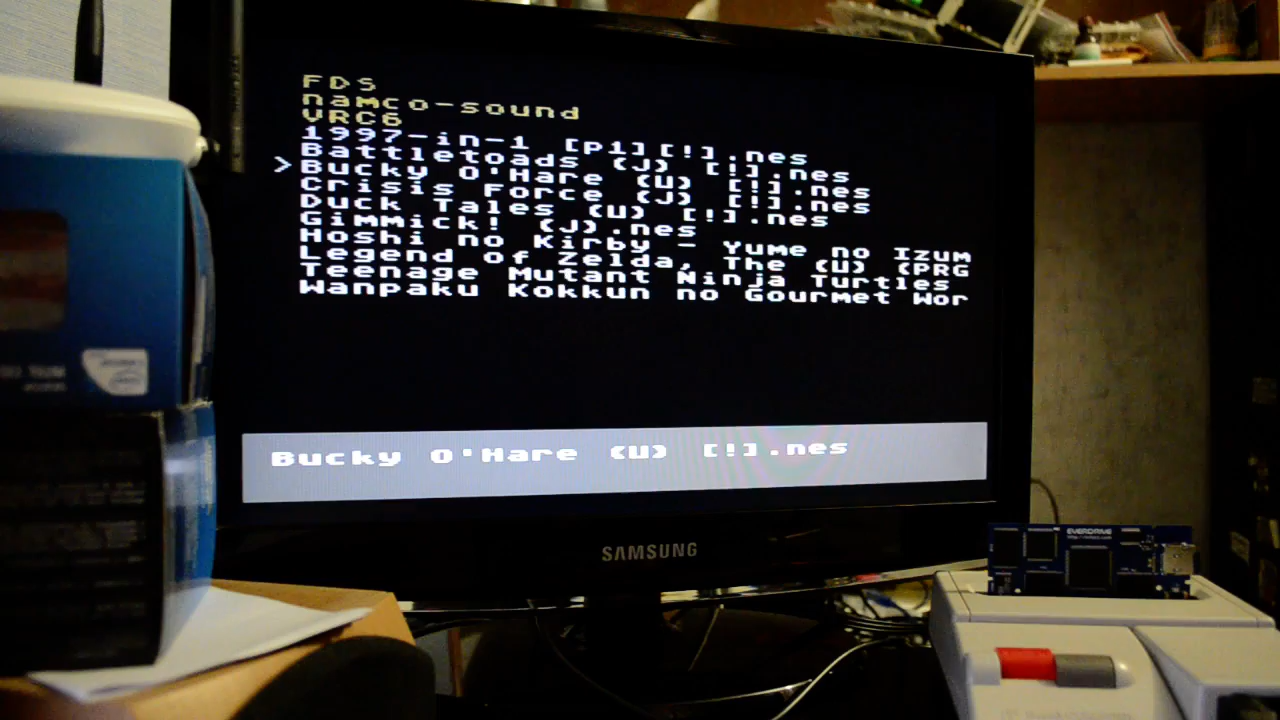 FDS
namco-sound
VRC6
1997-in-1 [p1][!].nes
Battletoads (J) [!].nes
>Bucky O'Hare (U) [!].nes
Crisis Force (J) [!].nes
Duck Tales (U) [!].nes
Gimmick! (J).nes
Hoshi no Kirby - Yume no Izum
Legend of Zelda, The (U) (PRG
Teenage Mutant Ninja Turtles
Wanpaku Kokkun no Gourmet Wor
Bucky O'Hare (U) [!].nes
SAMSUNG
EVERDRIVE